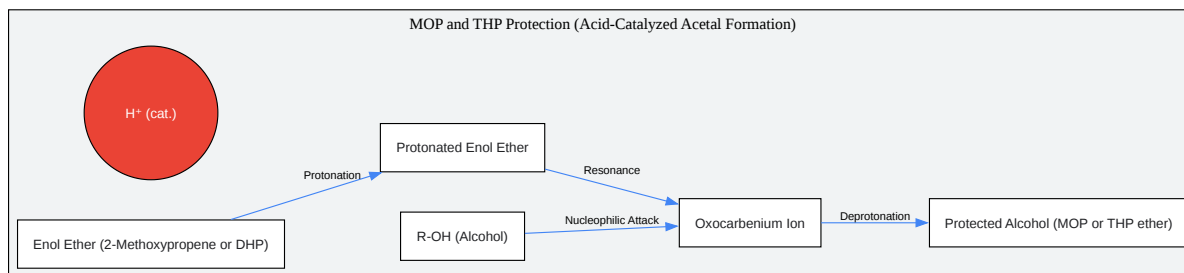 MOP and THP Protection (Acid-Catalyzed Acetal Formation)
H⁺ (cat.)
Protonated Enol Ether
Protonation
Resonance
Enol Ether (2-Methoxypropene or DHP)
R-OH (Alcohol)
Nucleophilic Attack
Oxocarbenium Ion
Deprotonation
Protected Alcohol (MOP or THP ether)